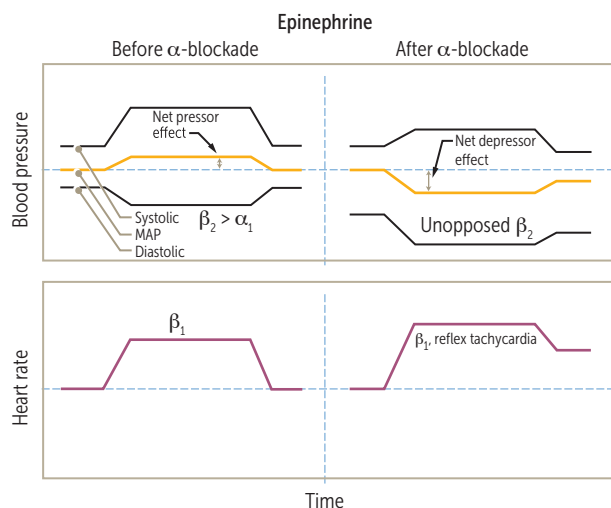 Epinephrine
Before α-blockade
After α-blockade
Blood pressure
Net pressor
effect
Systolic
MAP
Diastolic
β₂ > α₁
Net depressor
effect
Unopposed β₂
Heart rate
β₁
β₁, reflex tachycardia
Time